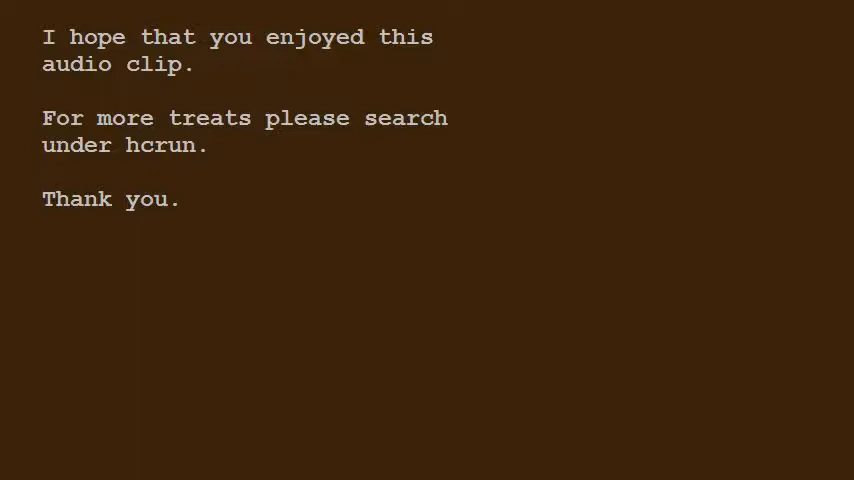 I hope that you enjoyed this
audio clip.
For more treats please search
under hcrun.
Thank you.